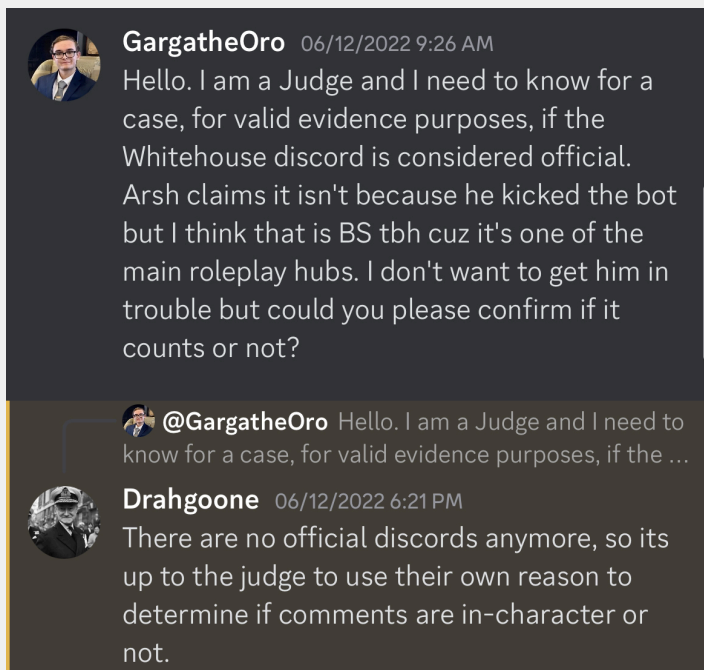 GargatheOro 06/12/2022 9:26 AM
Hello. I am a Judge and I need to know for a
case, for valid evidence purposes, if the
Whitehouse discord is considered official.
Arsh claims it isn't because he kicked the bot
but I think that is BS tbh cuz it's one of the
main roleplay hubs. I don't want to get him in
trouble but could you please confirm if it
counts or not?
@GargatheOro Hello. I am a Judge and I need to
know for a case, for valid evidence purposes, if the ...
Drahgoone 06/12/2022 6:21 PM
There are no official discords anymore, so its
up to the judge to use their own reason to
determine if comments are in-character or
not.